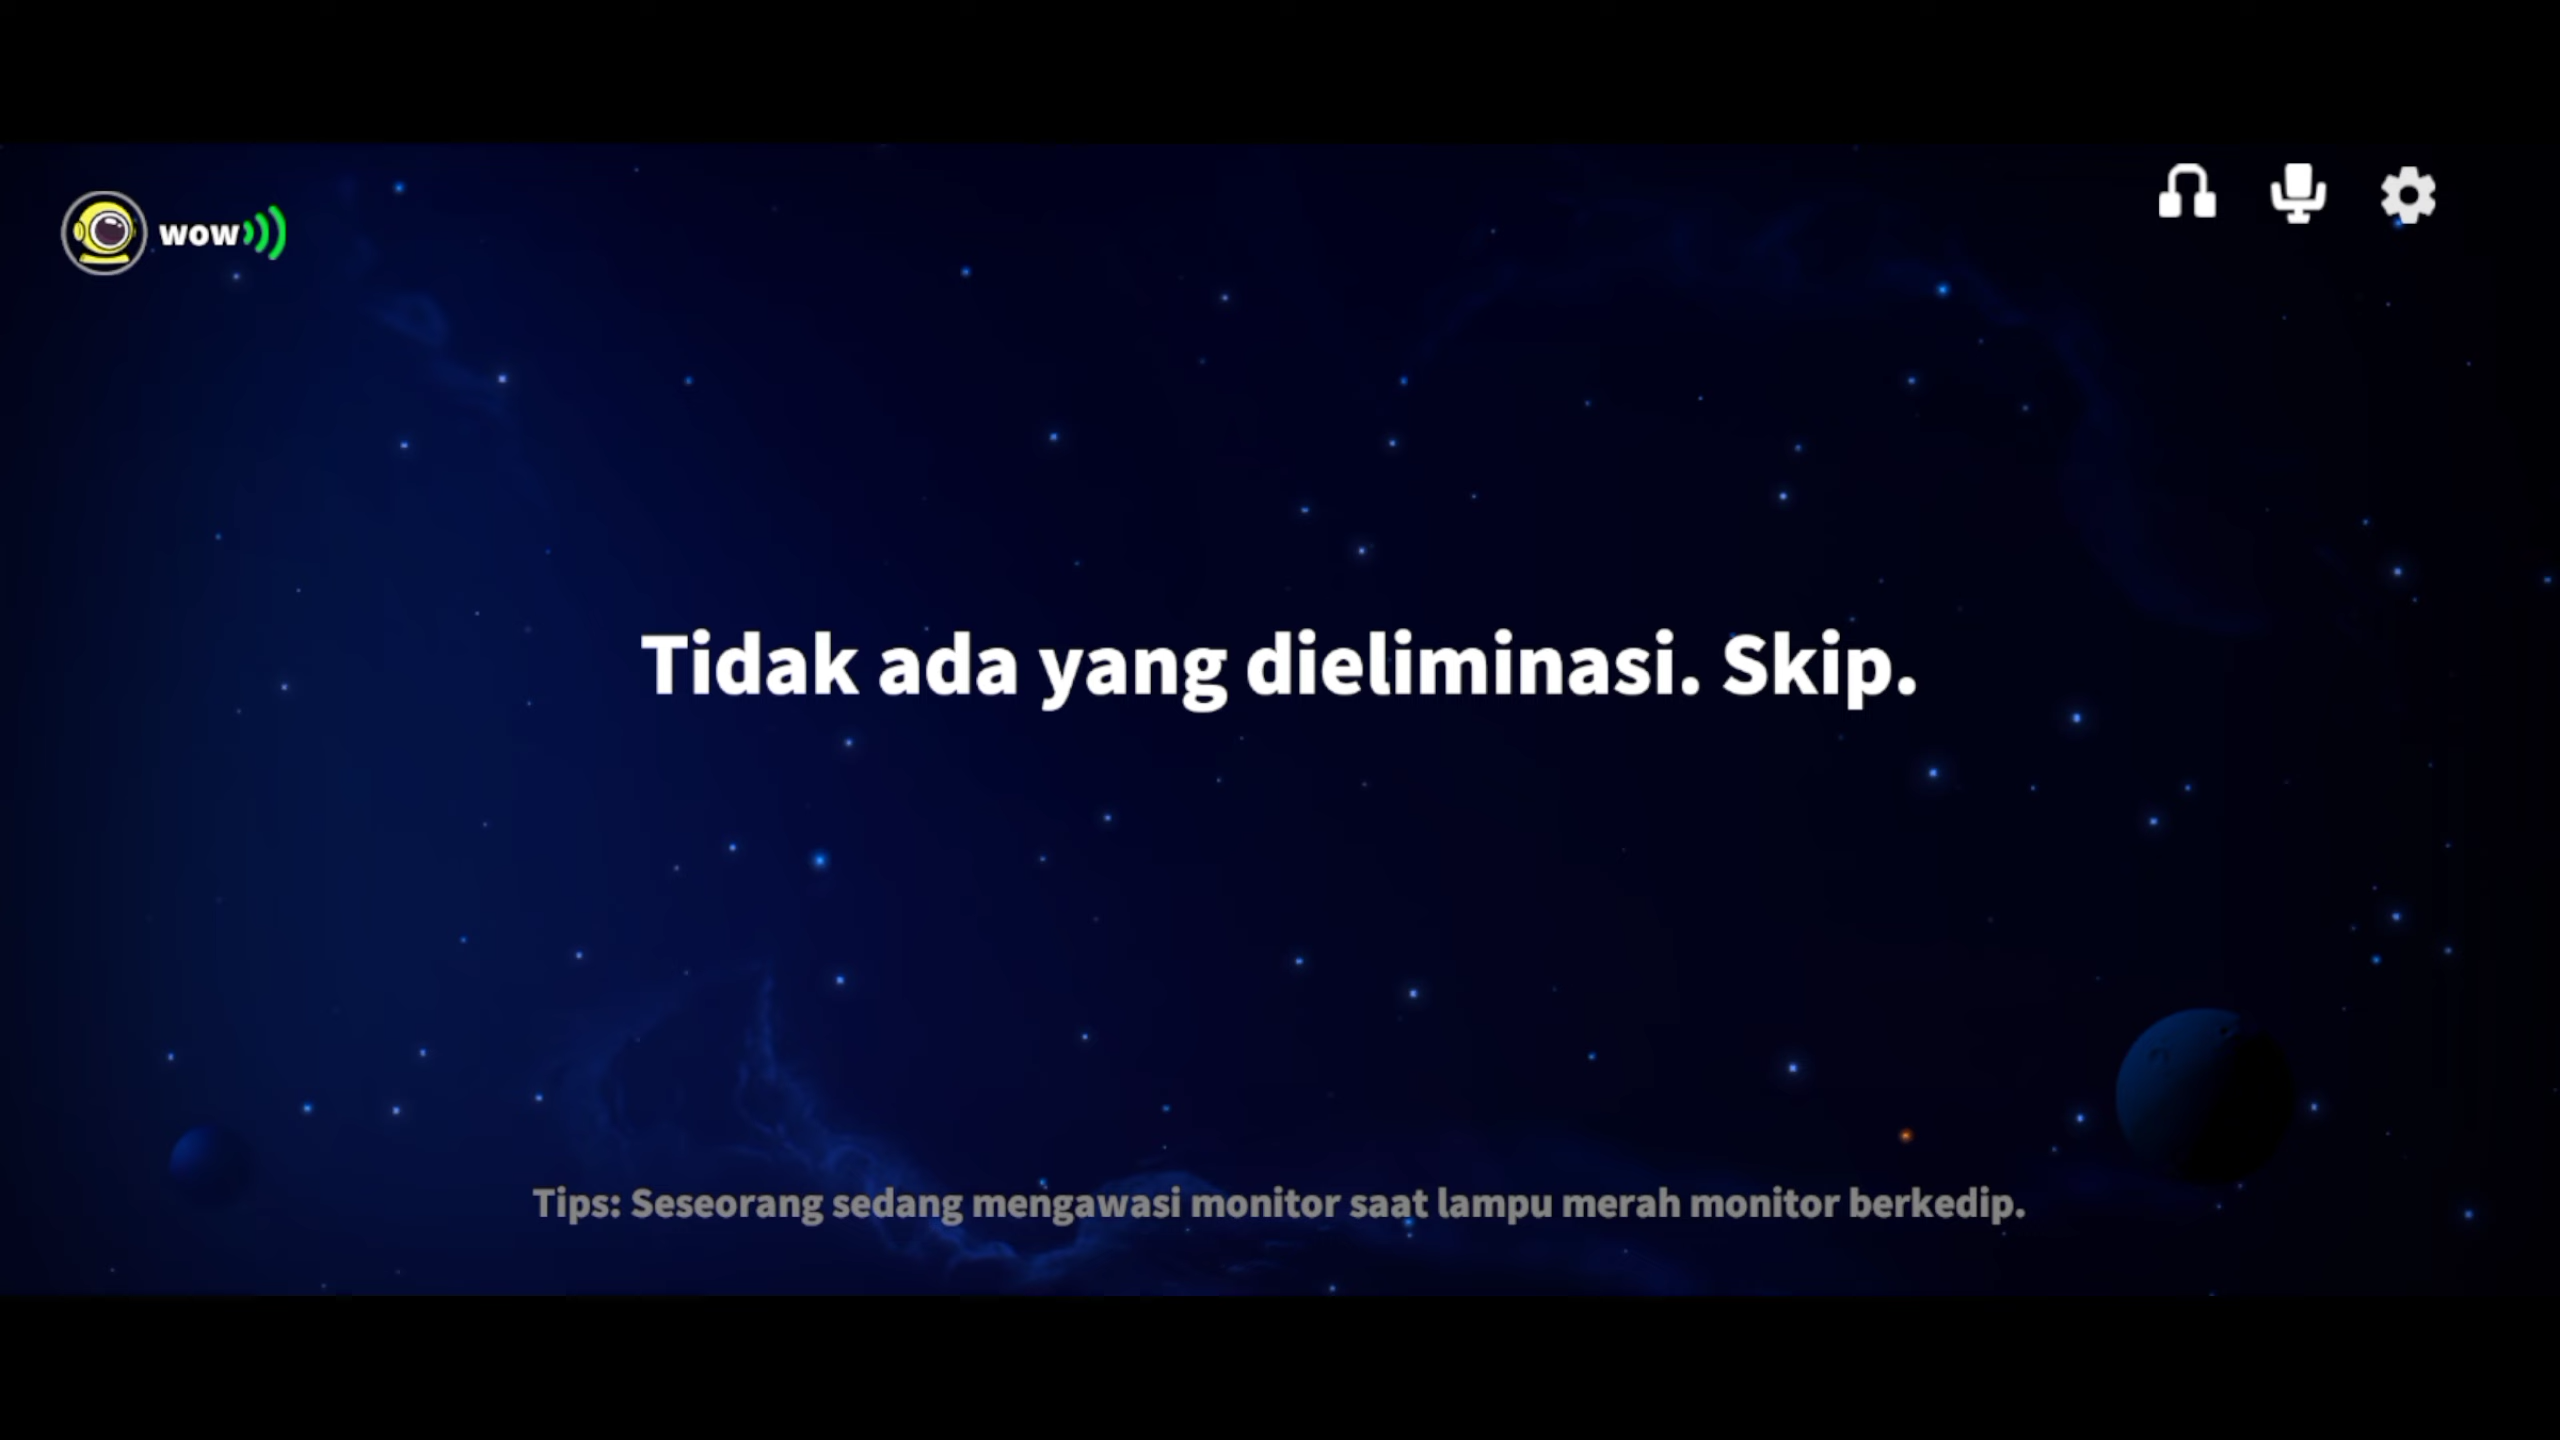 wow
Tidak ada yang dieliminasi. Skip.
Tips: Seseorang sedang mengawasi monitor saat lampu merah monitor berkedip.